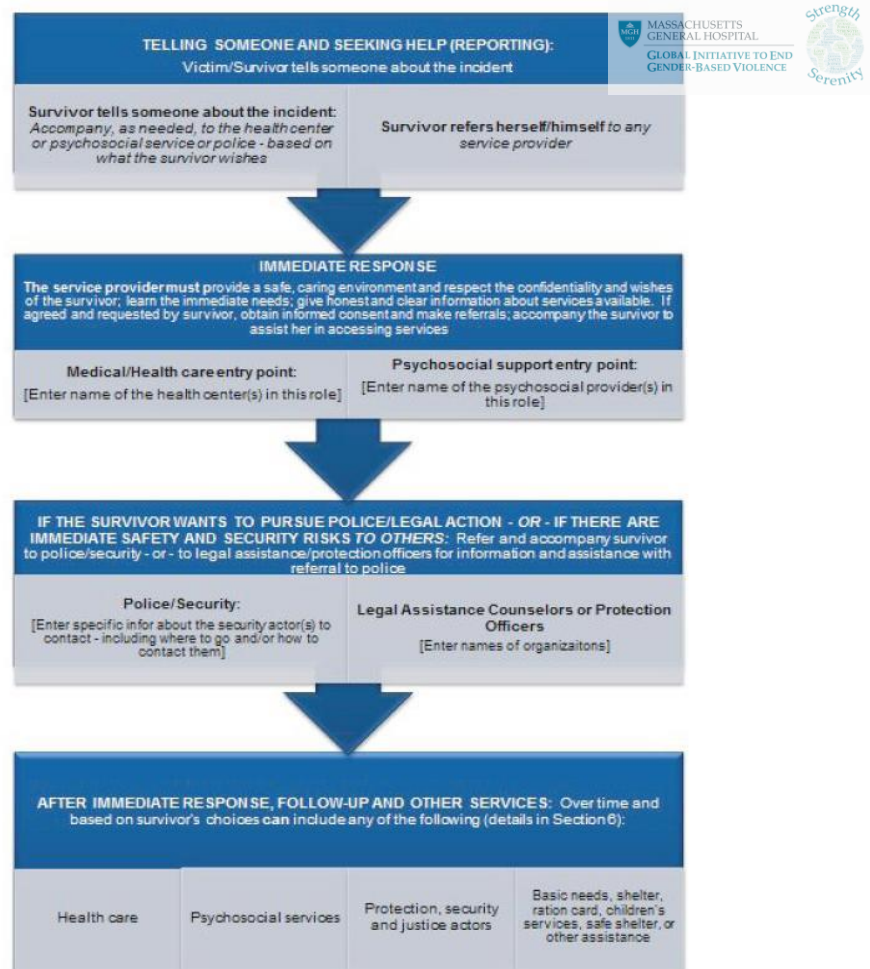 Strength
MASSACHUSETTS
GENERAL HOSPITAL
MGH
1811
GLOBAL INITIATIVE TO END
GENDER-BASED VIOLENCE
Serenity
TELLING SOMEONE AND SEEKING HELP (REPORTING):
Victim/Survivor tells someone about the incident
Survivor tells someone about the incident:
Accompany, as needed, to the health center
or psychosocial service or police - based on
what the survivor wishes
Survivor refers herself/himself to any
service provider
IMMEDIATE RESPONSE
The service provider must provide a safe, caring environment and respect the confidentiality and wishes
of the survivor; learn the immediate needs; give honest and clear information about services available. If
agreed and requested by survivor, obtain informed consent and make referrals; accompany the survivor to
assist her in accessing services
Medical/Health care entry point:
[Enter name of the health center(s) in this role]
Psychosocial support entry point:
[Enter name of the psychosocial provider(s) in
this role]
IF THE SURVIVOR WANTS TO PURSUE POLICE/LEGAL ACTION - OR - IF THERE ARE
IMMEDIATE SAFETY AND SECURITY RISKS TO OTHERS: Refer and accompany survivor
to police/security - or - to legal assistance/protection officers for information and assistance with
referral to police
Police/Security:
[Enter specific infor about the security actor(s) to
contact - including where to go and/or how to
contact them]
Legal Assistance Counselors or Protection
Officers
[Enter names of organizaitons]
AFTER IMMEDIATE RESPONSE, FOLLOW-UP AND OTHER SERVICES: Over time and
based on survivor's choices can include any of the following (details in Section 6):
Health care
Psychosocial services
Protection, security
and justice actors
Basic needs, shelter,
ration card, children's
services, safe shelter, or
other assistance